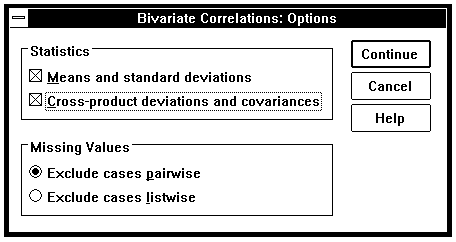 Bivariate Correlations: Options
Statistics
Means and standard deviations
Cross-product deviations and covariances
Missing Values
Exclude cases pairwise
Exclude cases listwise
Continue
Cancel
Help